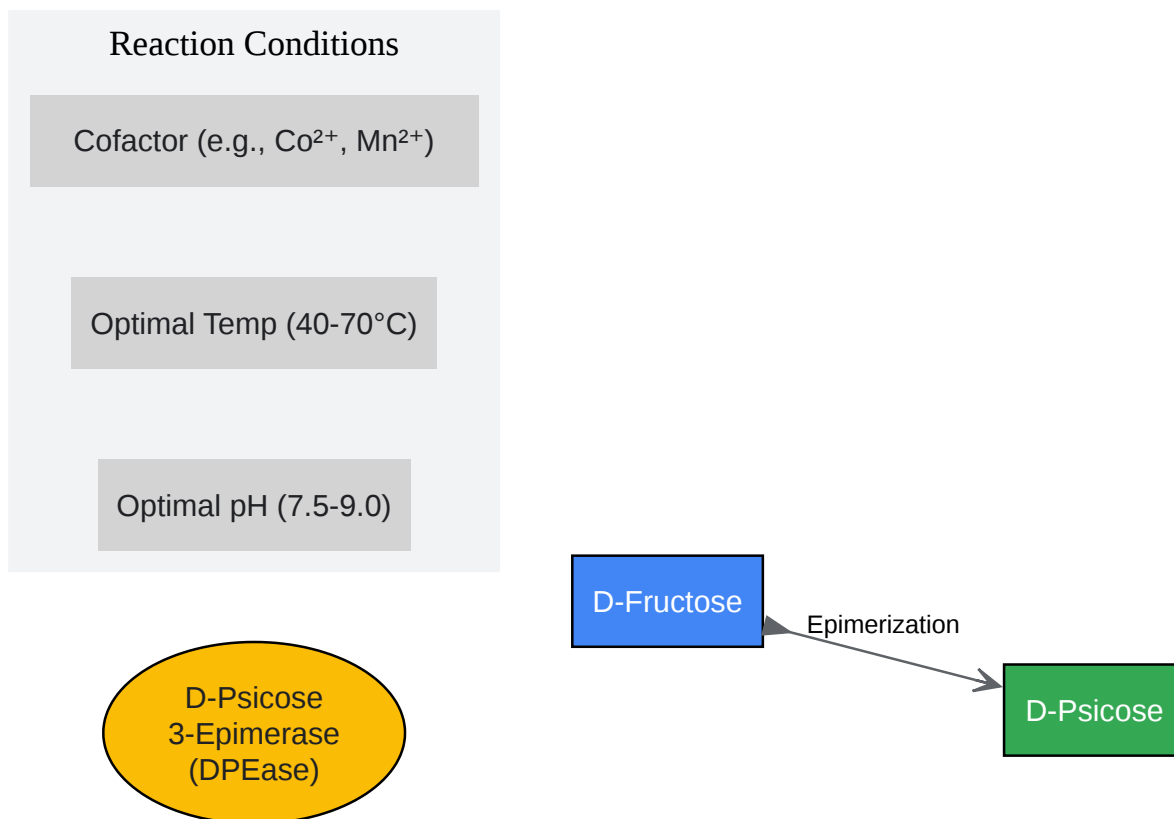 Reaction Conditions
Cofactor (e.g., Co²⁺, Mn²⁺)
Optimal Temp (40-70°C)
Optimal pH (7.5-9.0)
D-Fructose
Epimerization
D-Psicose
D-Psicose
3-Epimerase
(DPEase)